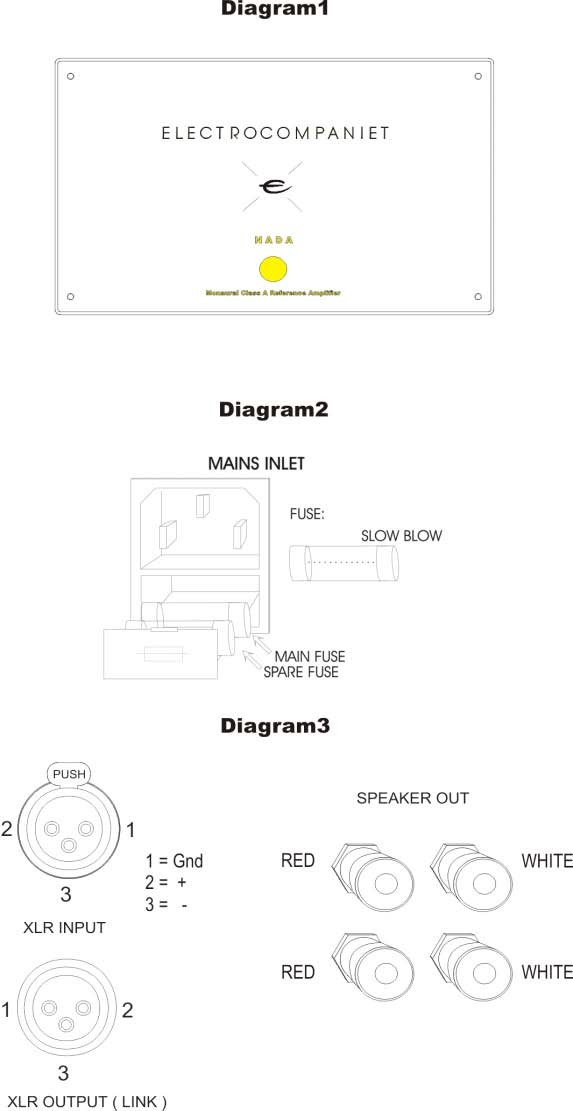 Diagram1
ELECTROCOMPANIET
NADA
Monaural Class A Reference Amplifier
Diagram2
MAINS INLET
FUSE:
SLOW BLOW
MAIN FUSE
SPARE FUSE
Diagram3
PUSH
2
1
3
1 = Gnd
2 = +
3 = -
XLR INPUT
1
2
3
XLR OUTPUT ( LINK )
SPEAKER OUT
RED
WHITE
RED
WHITE